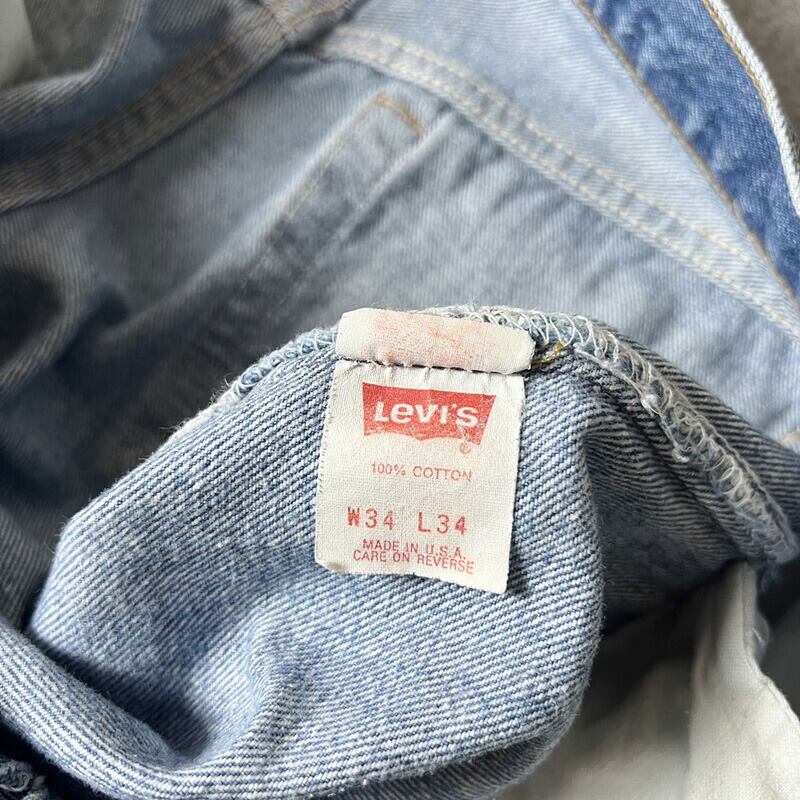 LEVI'S
®
100% COTTON
W34 L34
MADE IN U.S.A.
CARE ON REVERSE